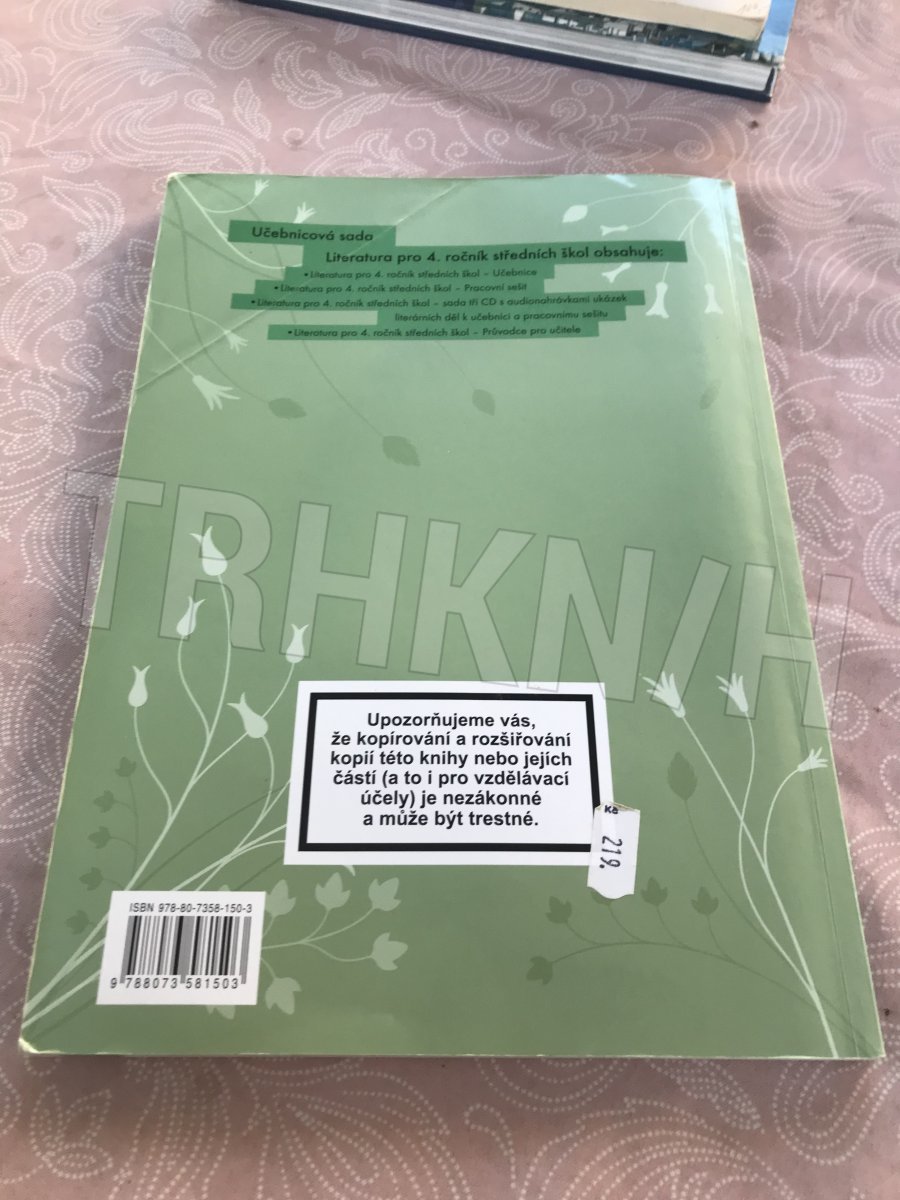 Učebnicová sada
Literatura pro 4. ročník středních škol obsahuje:
• Literatura pro 4. ročník středních škol – Učebnice
• Literatura pro 4. ročník středních škol – Pracovní sešit
• Literatura pro 4. ročník středních škol – sada tří CD s audionahrávkami ukázek
literárních děl k učebnici a pracovnímu sešitu
• Literatura pro 4. ročník středních škol – Průvodce pro učitele
TRHKNIH
Upozorňujeme vás,
že kopírování a rozšiřování
kopií této knihy nebo jejích
částí (a to i pro vzdělávací
účely) je nezákonné
a může být trestné.
Kč
219.
ISBN 978-80-7358-150-3
9 788073 581503